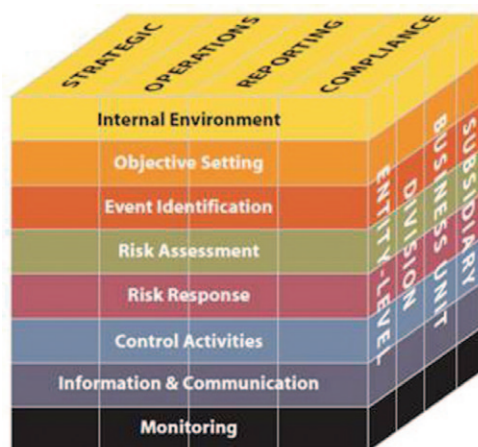 STRATEGIC
OPERATIONS
REPORTING
COMPLIANCE
Internal Environment
Objective Setting
Event Identification
Risk Assessment
Risk Response
Control Activities
Information & Communication
Monitoring
ENTITY-LEVEL
DIVISION
BUSINESS UNIT
SUBSIDIARY